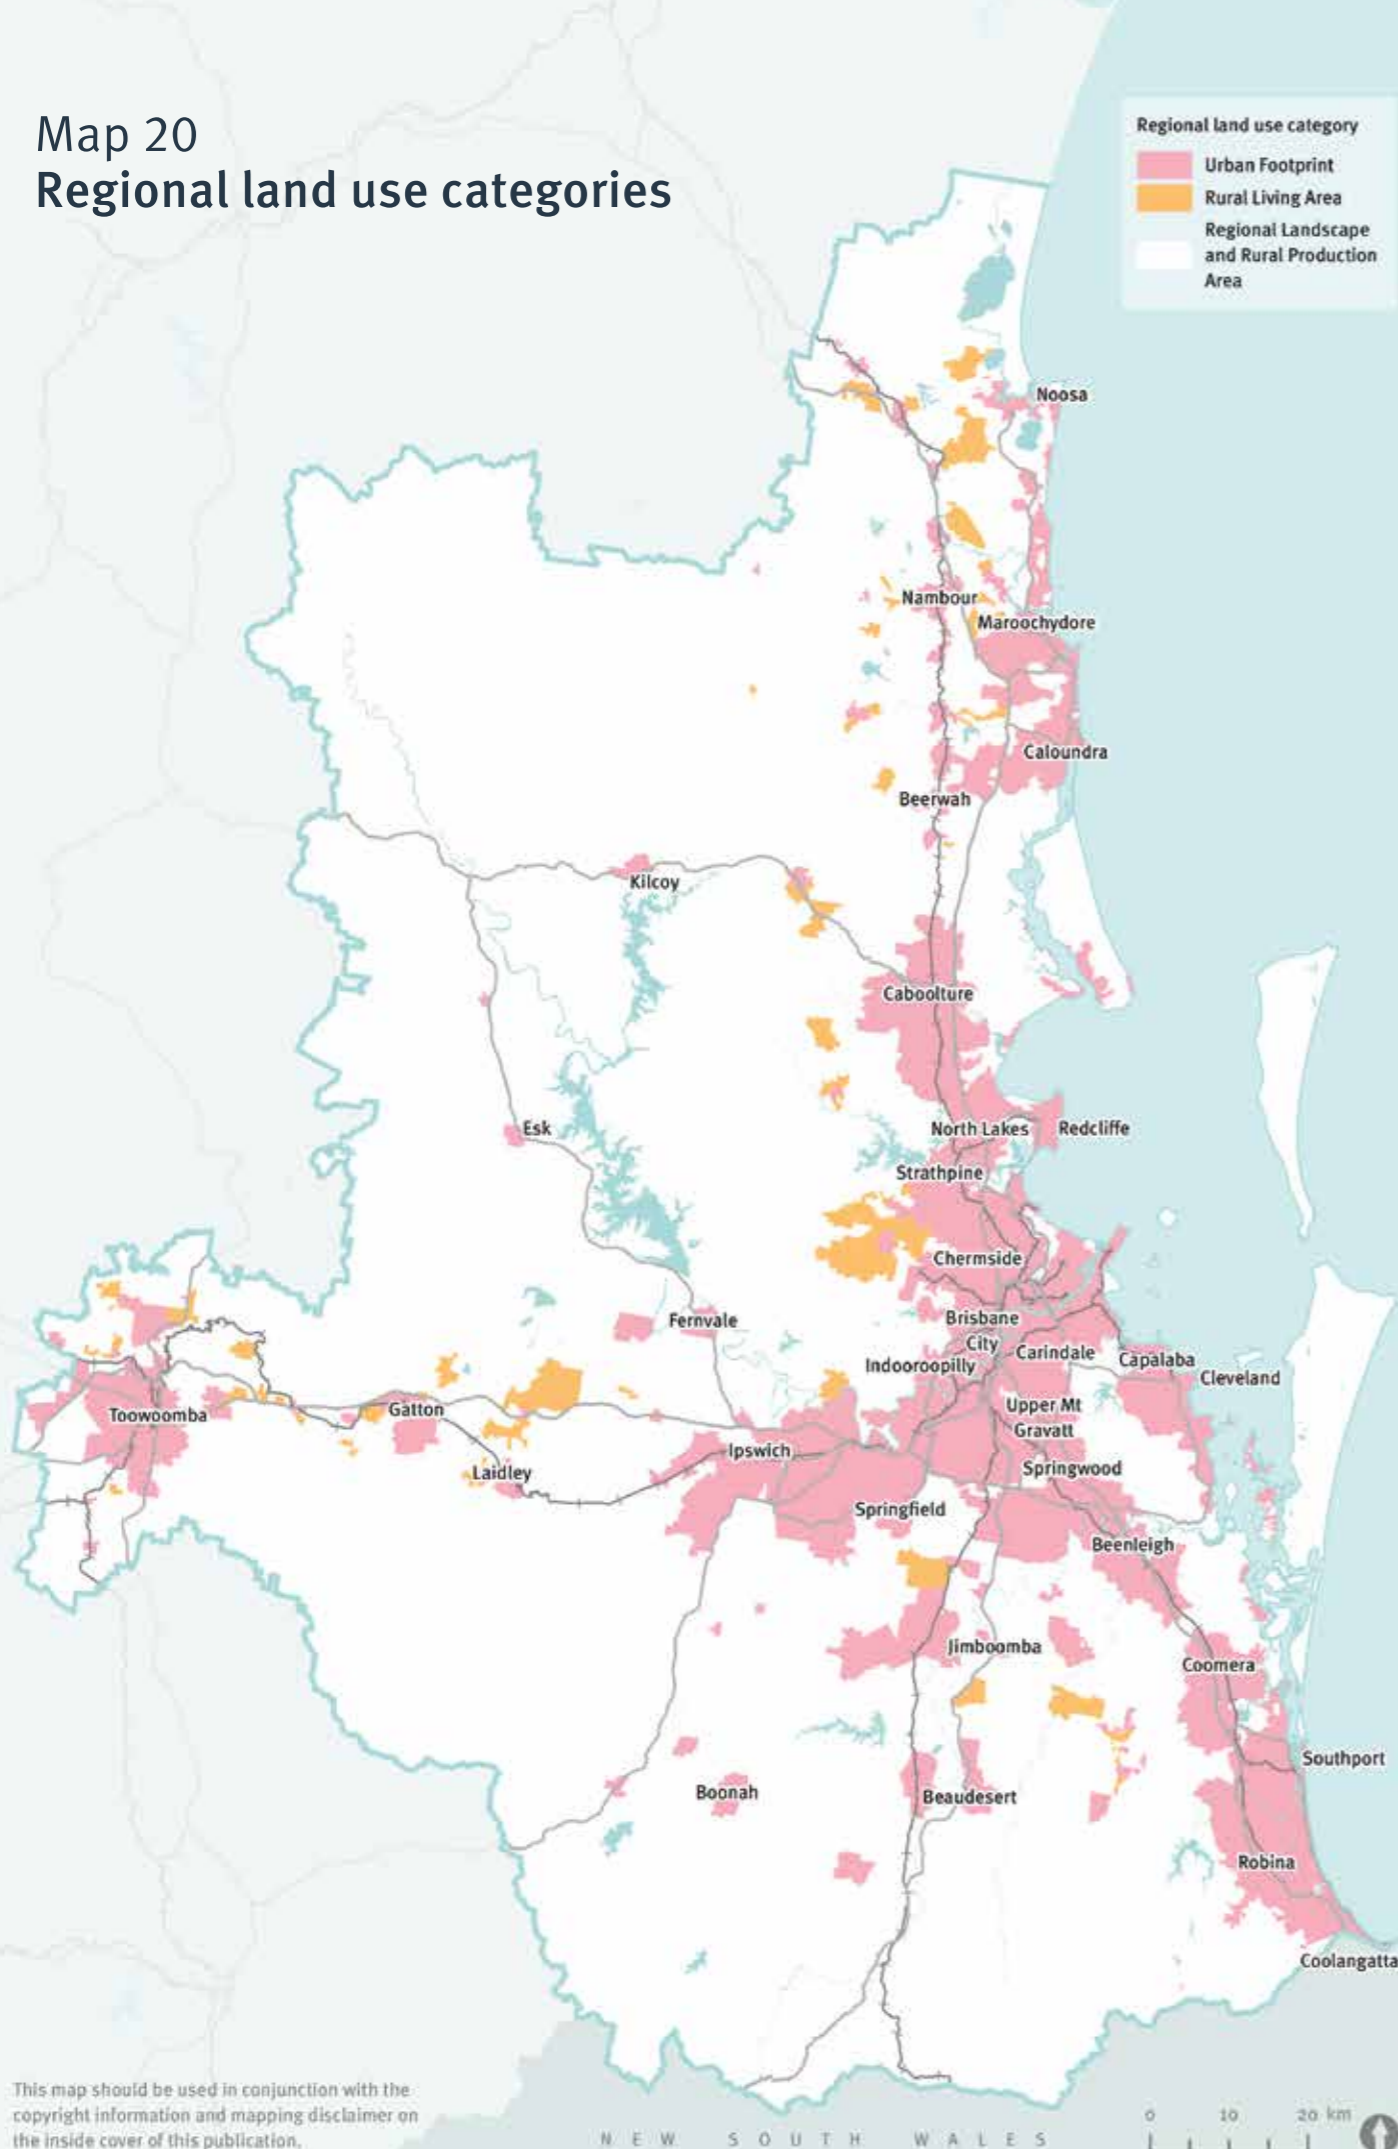 Map 20
Regional land use categories
Regional land use category
Urban Footprint
Rural Living Area
Regional Landscape
and Rural Production
Area
Noosa
Nambour
Maroochydore
Caloundra
Beerwah
Kilcoy
Caboolture
Esk
North Lakes
Redcliffe
Strathpine
Chermside
Fernvale
Brisbane
City
Carindale
Indooroopilly
Capalaba
Cleveland
Toowoomba
Gatton
Upper Mt
Gravatt
Ipswich
Laidley
Springwood
Springfield
Beenleigh
Jimboomba
Coomera
Southport
Boonah
Beaudesert
Robina
Coolangatta
This map should be used in conjunction with the
copyright information and mapping disclaimer on
the inside cover of this publication.
0 10 20 km
NEW SOUTH WALES